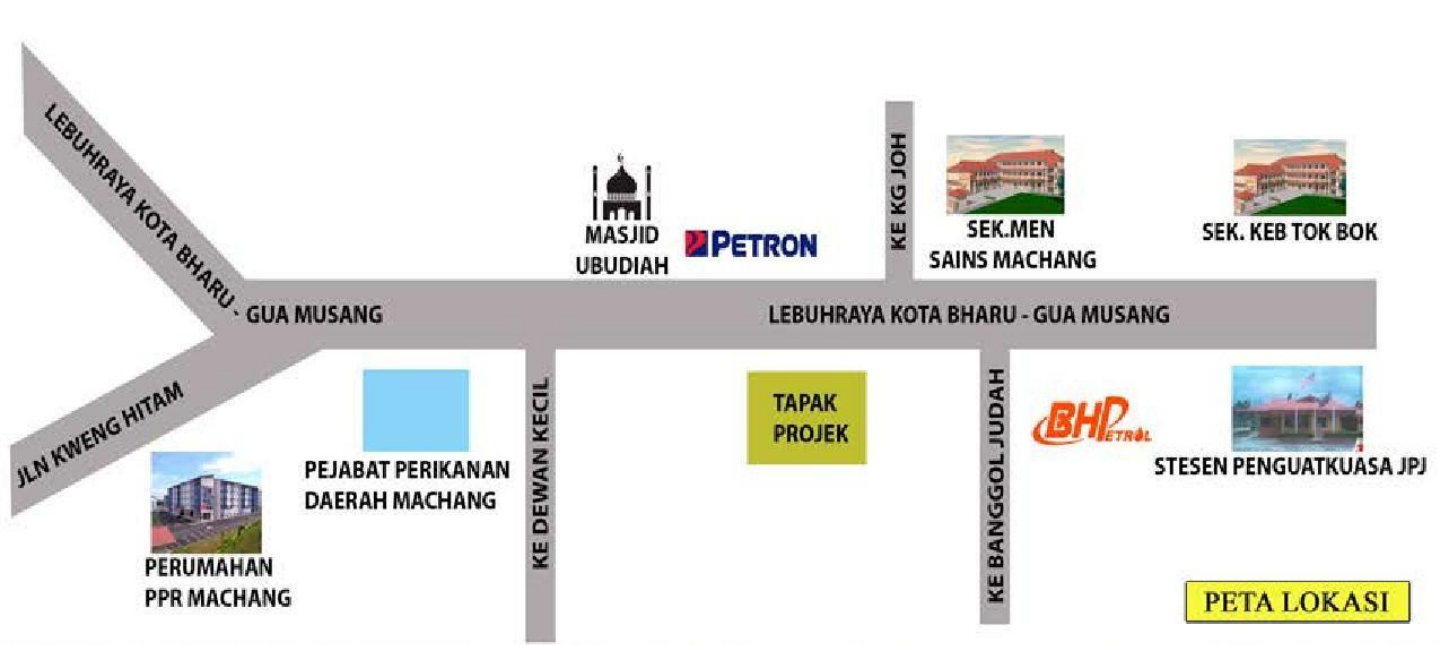 LEBUHRAYA KOTA BHARU - GUA MUSANG
MASJID
UBUDIAH
PETRON
KE KG JOH
SEK.MEN
SAINS MACHANG
SEK. KEB TOK BOK
LEBUHRAYA KOTA BHARU - GUA MUSANG
JLN KWENG HITAM
PERUMAHAN
PPR MACHANG
PEJABAT PERIKANAN
DAERAH MACHANG
KE DEWAN KECIL
TAPAK
PROJEK
KE BANGGOL JUDAH
BHPETROL
STESEN PENGUATKUASA JPJ
PETA LOKASI